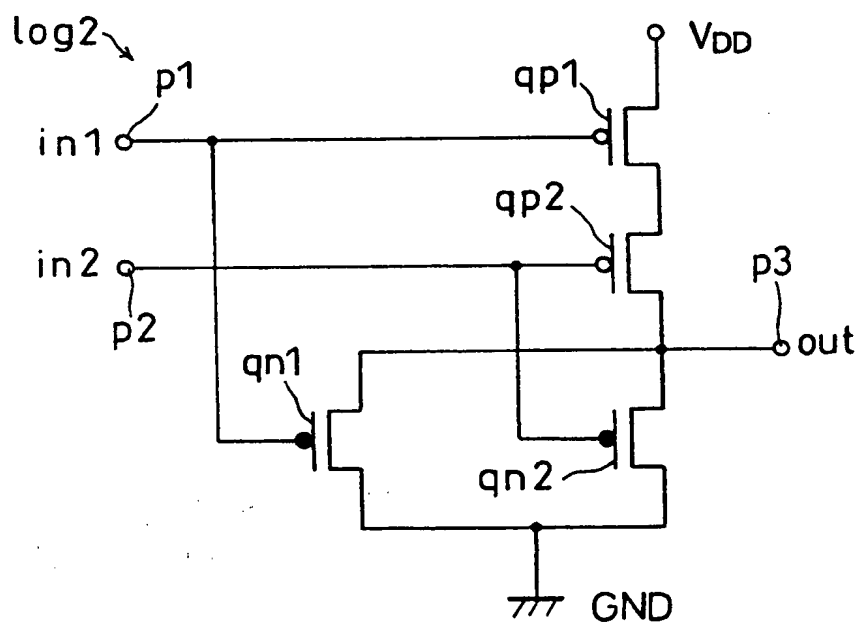 log2
VDD
p1
qp1
in1
qp2
in2
p3
p2
out
qn1
qn2
GND